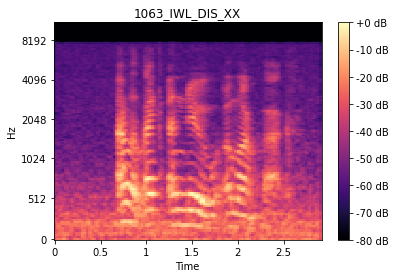 1063_IWL_DIS_XX
+0 dB
8192
-10 dB
4096
-20 dB
-30 dB
2048
Hz
-40 dB
1024
-50 dB
512
-60 dB
-70 dB
0
-80 dB
0 0.5 1 1.5 2 2.5
Time